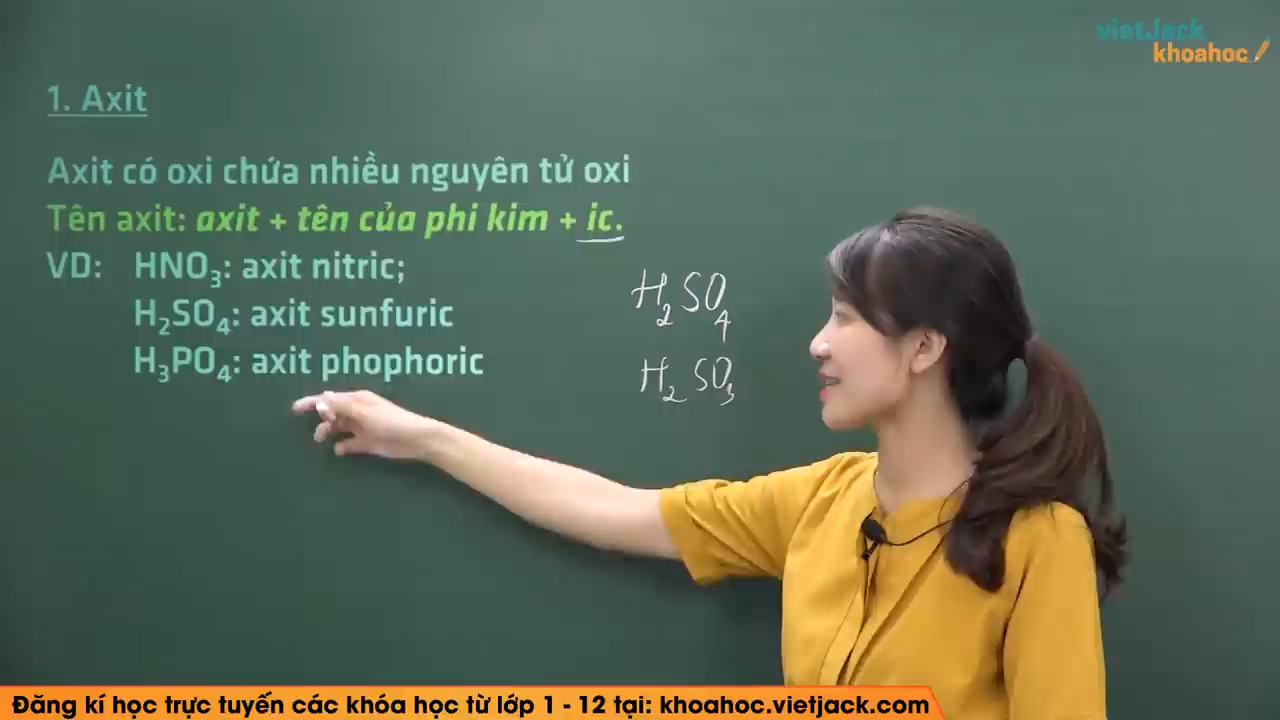 vietJack
khoahoc
1. Axit
Axit có oxi chứa nhiều nguyên tử oxi
Tên axit: axit + tên của phi kim + ic.
VD: HNO₃: axit nitric;
H₂SO₄: axit sunfuric
H₃PO₄: axit phophoric
H₂SO₄
H₂SO₃
Đăng kí học trực tuyến các khóa học từ lớp 1 - 12 tại: khoahoc.vietjack.com